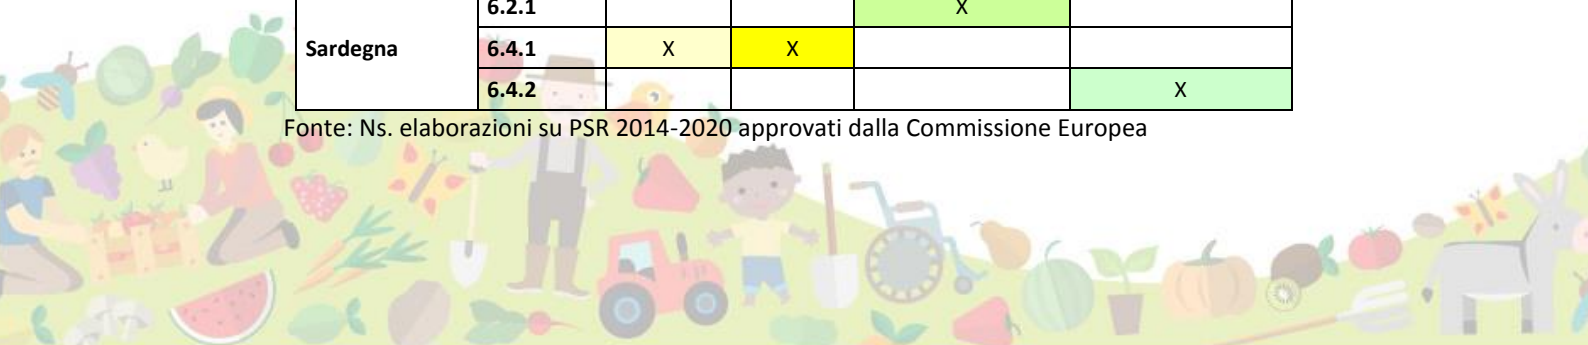 6.2.1 X
Sardegna 6.4.1 X X
6.4.2 X
Fonte: Ns. elaborazioni su PSR 2014-2020 approvati dalla Commissione Europea